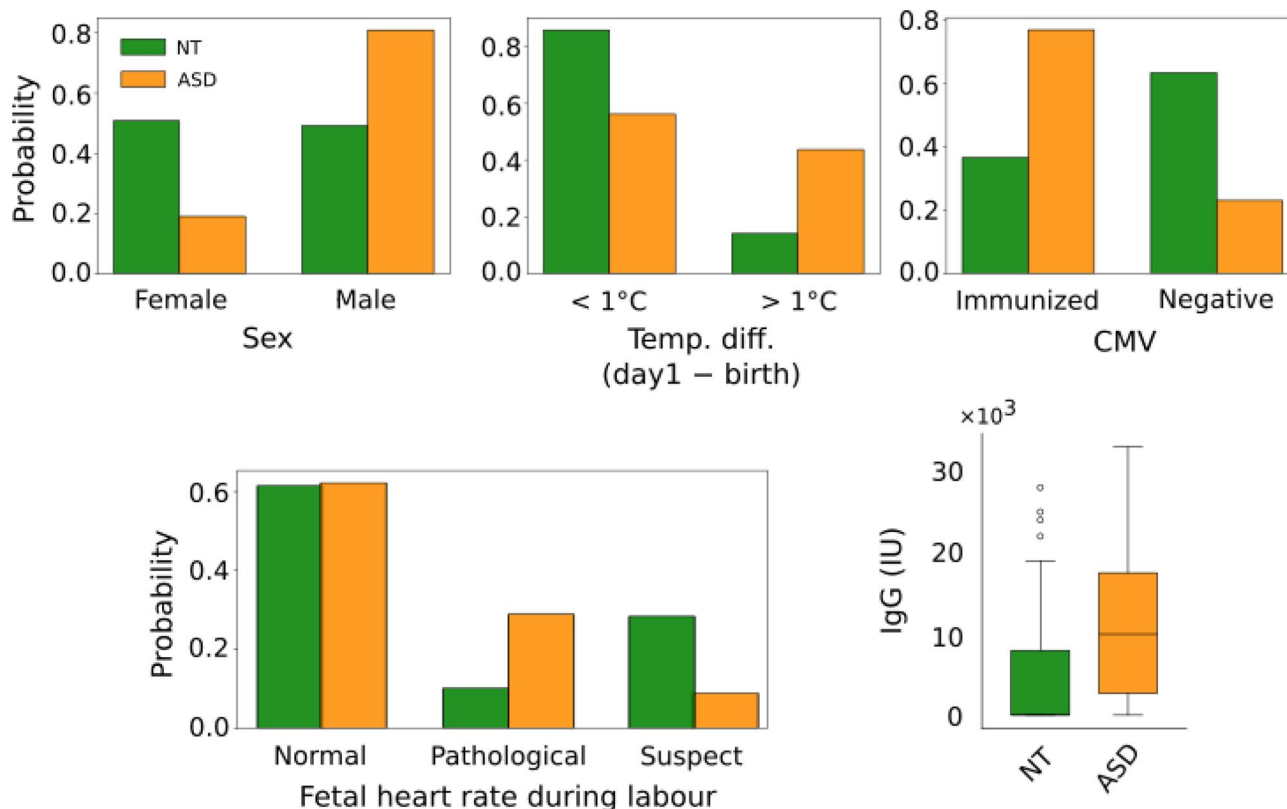 0.8
0.6
0.4
0.2
0.0
Probability
NT
ASD
Female Male
Sex
0.8
0.6
0.4
0.2
0.0
< 1°C > 1°C
Temp. diff.
(day1 − birth)
0.8
0.6
0.4
0.2
0.0
Immunized Negative
CMV
0.6
0.4
0.2
0.0
Probability
Normal Pathological Suspect
Fetal heart rate during labour
×10³
30
20
10
0
IgG (IU)
NT ASD